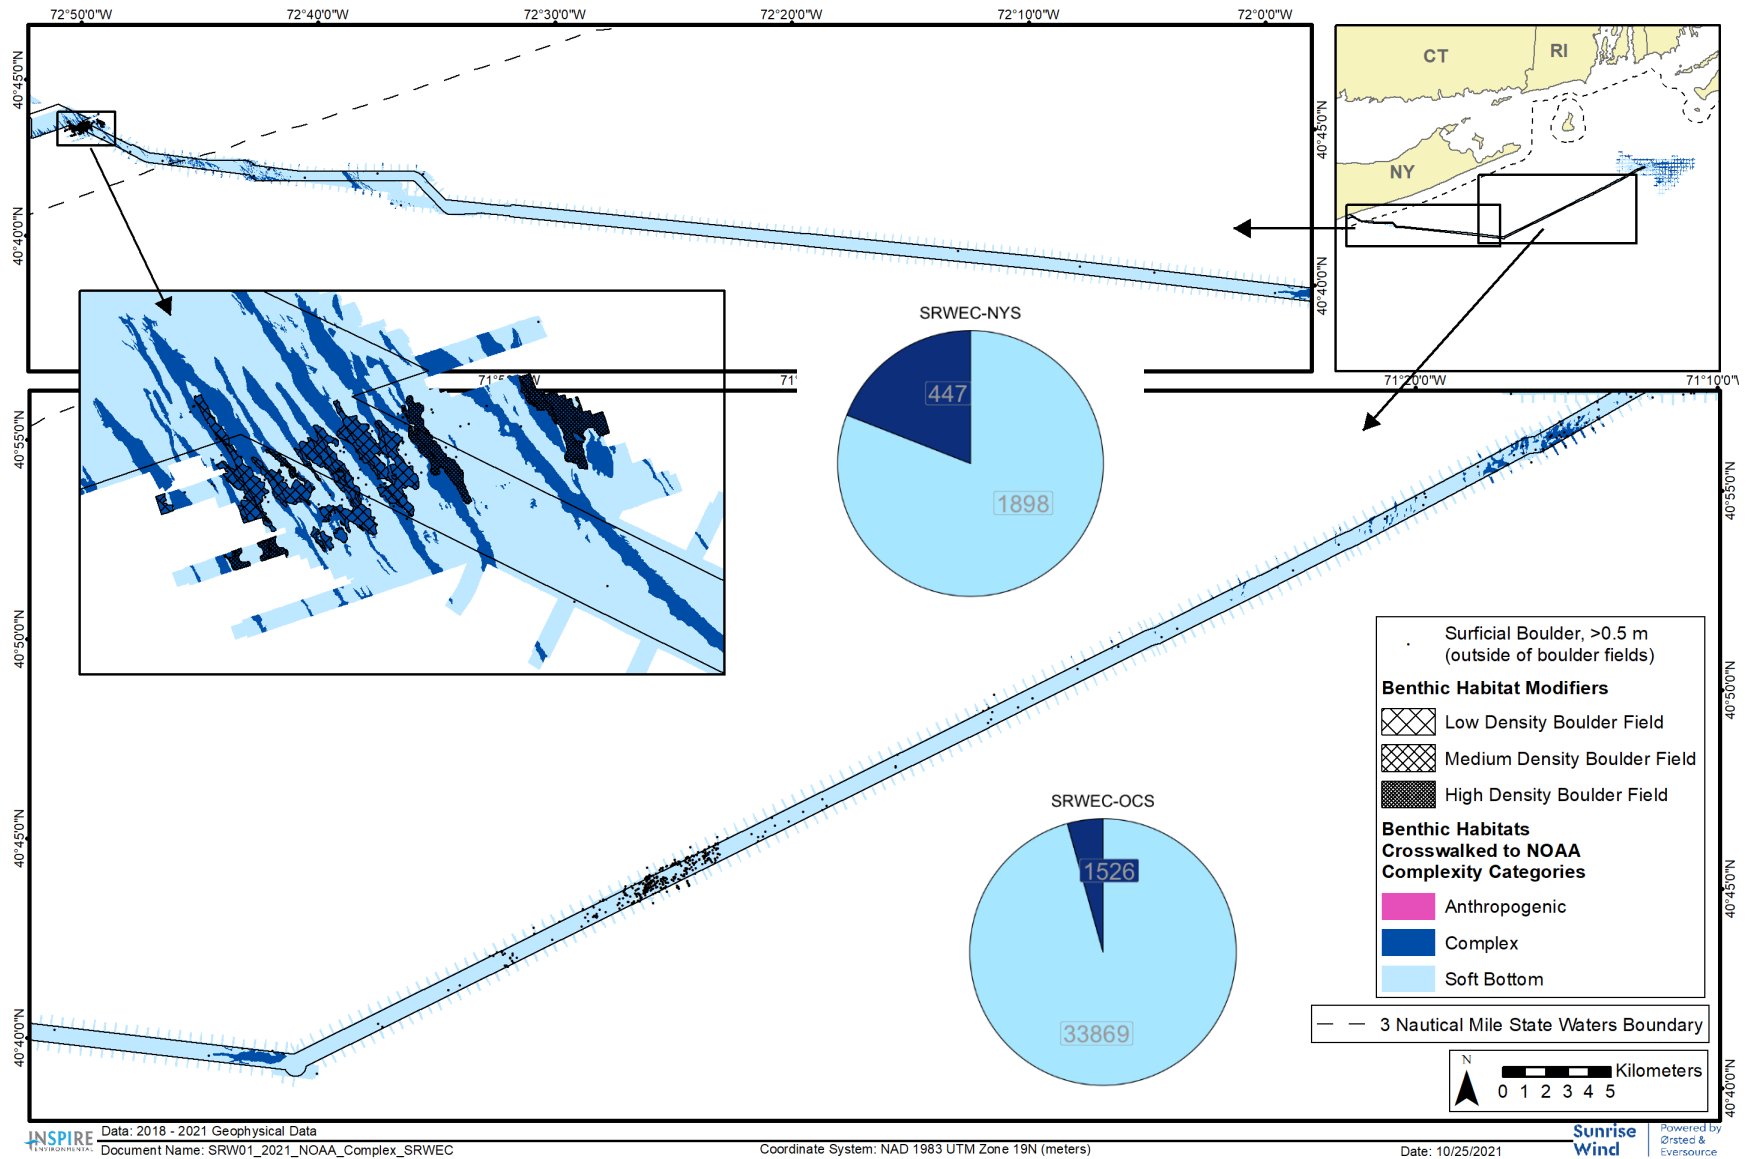 72°50'0"W
72°40'0"W
72°30'0"W
72°20'0"W
72°10'0"W
72°0'0"W
40°45'0"N
40°40'0"N
40°45'0"N
40°40'0"N
CT
RI
NY
71°20'0"W
71°10'0"W
SRWEC-NYS
447
1898
40°55'0"N
40°50'0"N
40°45'0"N
40°40'0"N
40°55'0"N
40°50'0"N
40°45'0"N
40°40'0"N
SRWEC-OCS
1526
33869
Surficial Boulder, >0.5 m
(outside of boulder fields)
Benthic Habitat Modifiers
Low Density Boulder Field
Medium Density Boulder Field
High Density Boulder Field
Benthic Habitats
Crosswalked to NOAA
Complexity Categories
Anthropogenic
Complex
Soft Bottom
3 Nautical Mile State Waters Boundary
N
Kilometers
0 1 2 3 4 5
INSPIRE
ENVIRONMENTAL
Data: 2018 - 2021 Geophysical Data
Document Name: SRW01_2021_NOAA_Complex_SRWEC
Coordinate System: NAD 1983 UTM Zone 19N (meters)
Date: 10/25/2021
Sunrise
Wind
Powered by
Ørsted &
Eversource